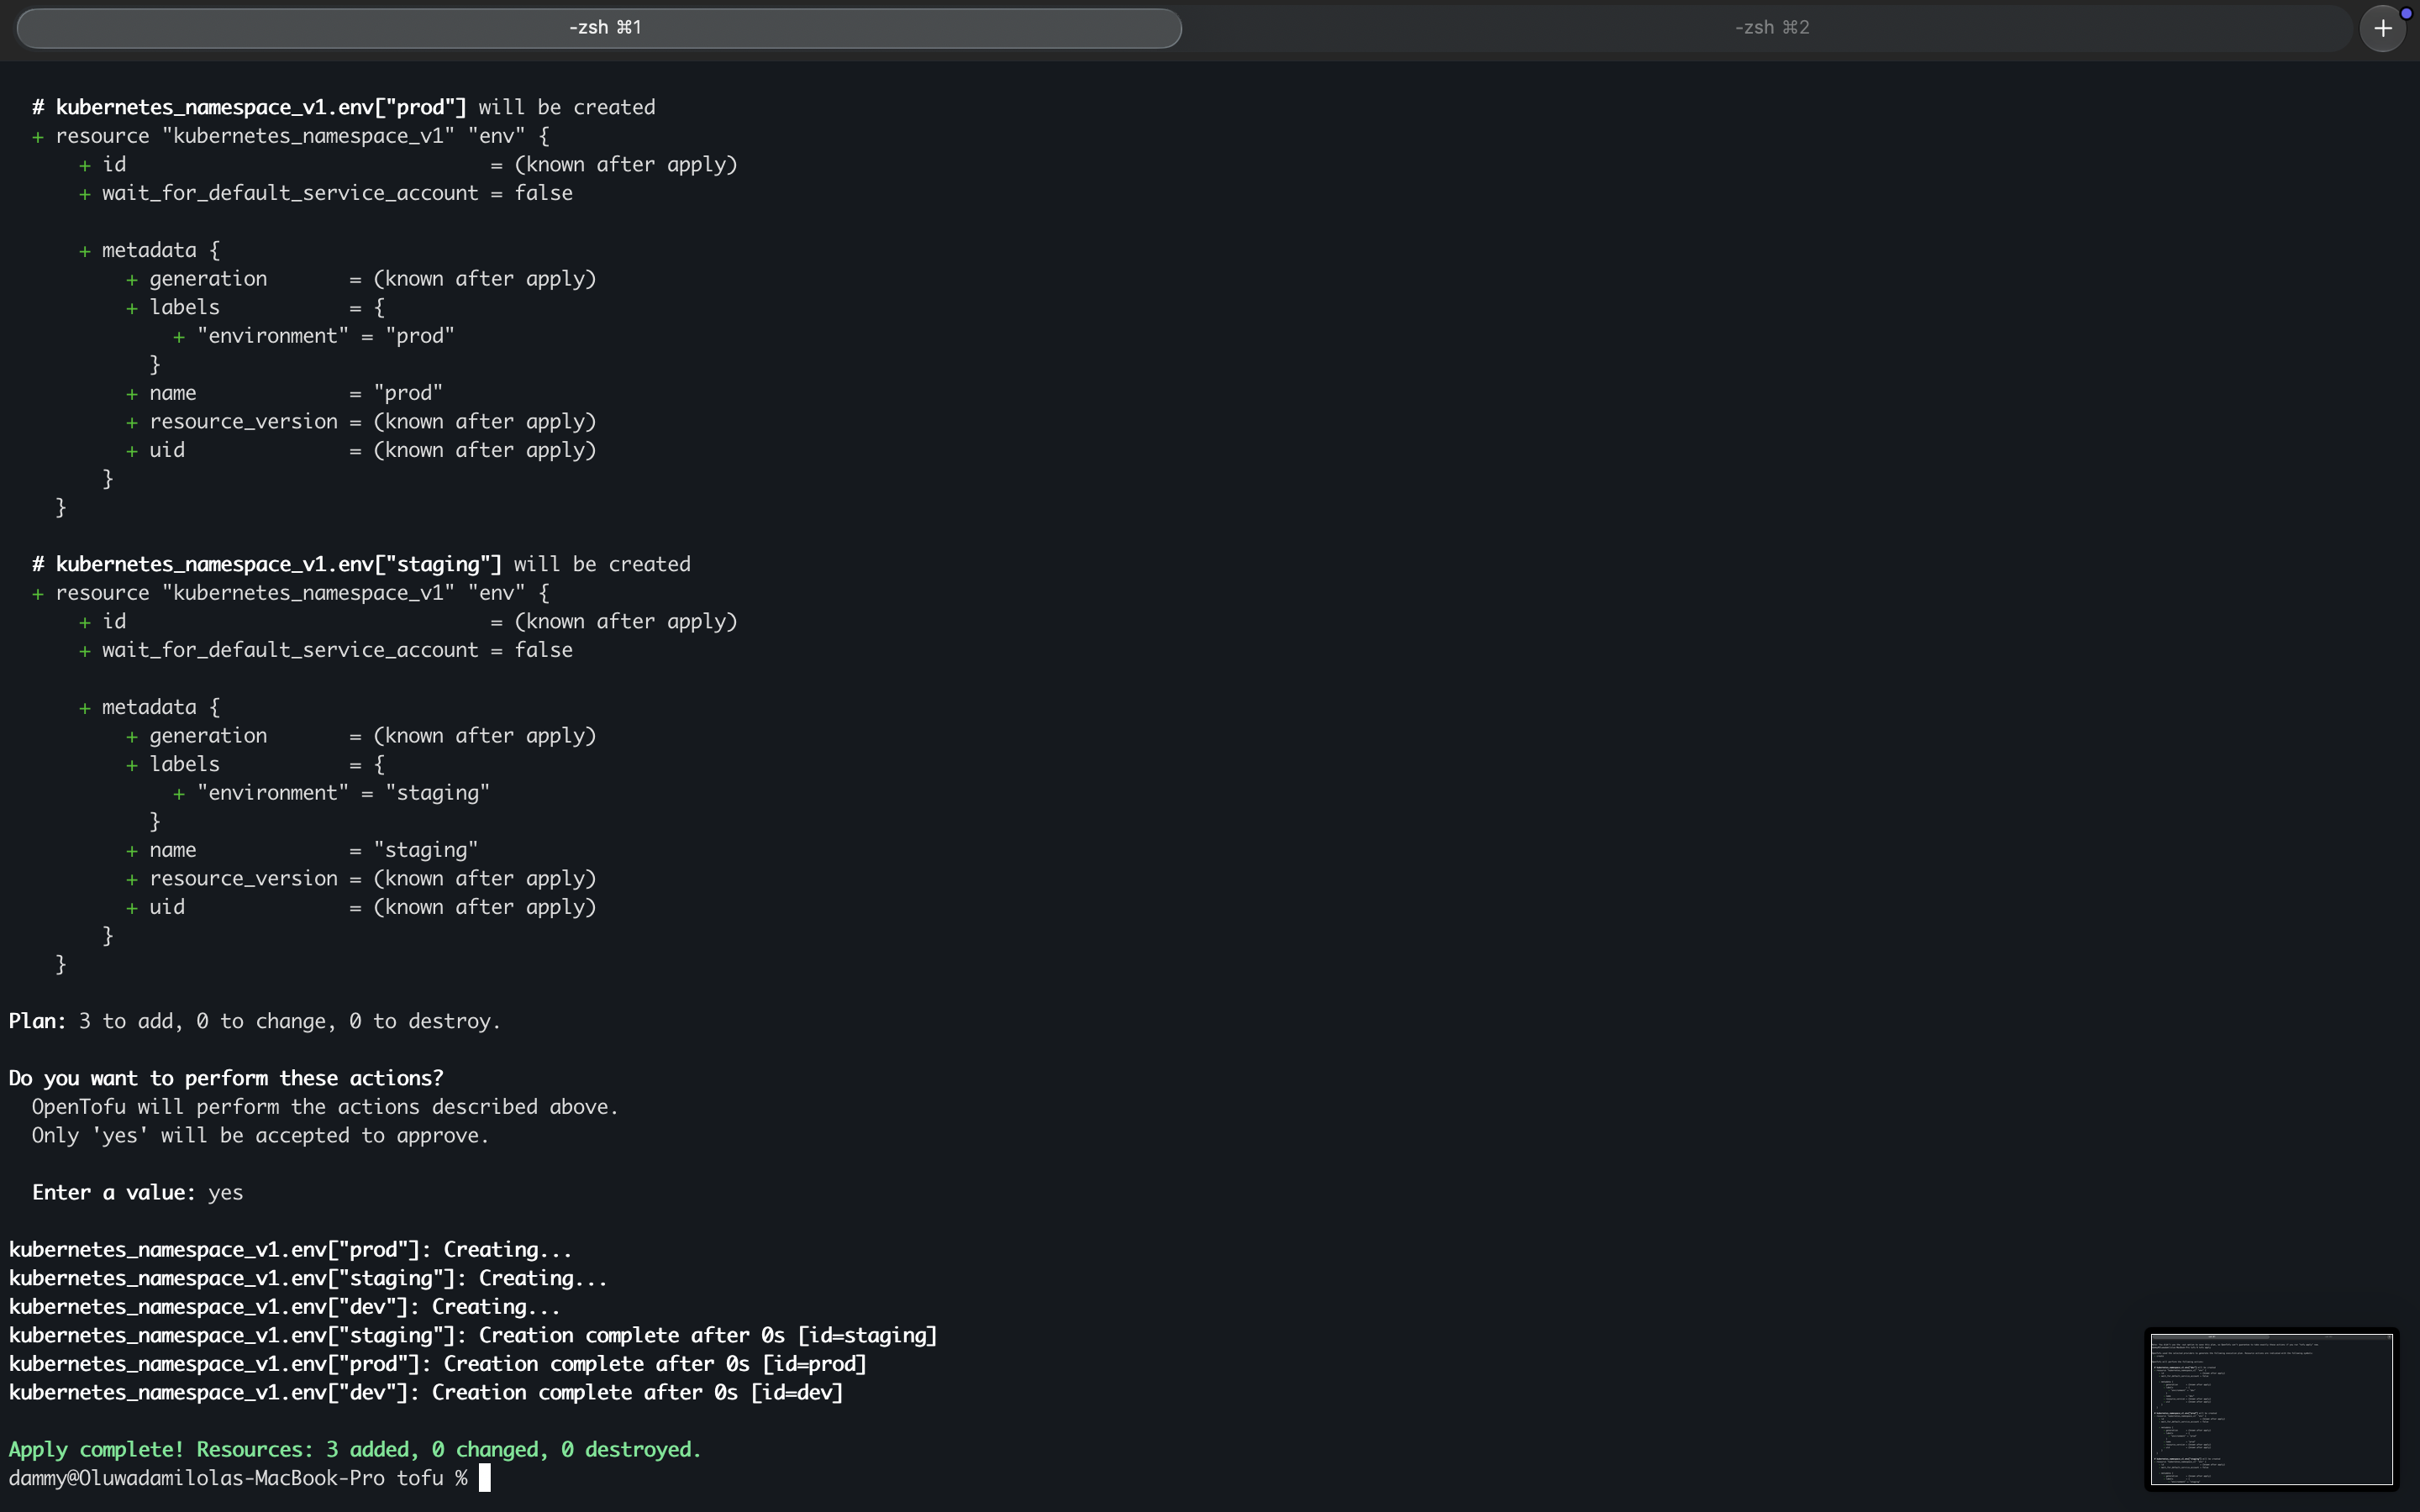 -zsh ⌘1
-zsh ⌘2
+
# kubernetes_namespace_v1.env["prod"] will be created
+ resource "kubernetes_namespace_v1" "env" {
+ id = (known after apply)
+ wait_for_default_service_account = false
+ metadata {
+ generation = (known after apply)
+ labels = {
+ "environment" = "prod"
}
+ name = "prod"
+ resource_version = (known after apply)
+ uid = (known after apply)
}
}
# kubernetes_namespace_v1.env["staging"] will be created
+ resource "kubernetes_namespace_v1" "env" {
+ id = (known after apply)
+ wait_for_default_service_account = false
+ metadata {
+ generation = (known after apply)
+ labels = {
+ "environment" = "staging"
}
+ name = "staging"
+ resource_version = (known after apply)
+ uid = (known after apply)
}
}
Plan: 3 to add, 0 to change, 0 to destroy.
Do you want to perform these actions?
OpenTofu will perform the actions described above.
Only 'yes' will be accepted to approve.
Enter a value: yes
kubernetes_namespace_v1.env["prod"]: Creating...
kubernetes_namespace_v1.env["staging"]: Creating...
kubernetes_namespace_v1.env["dev"]: Creating...
kubernetes_namespace_v1.env["staging"]: Creation complete after 0s [id=staging]
kubernetes_namespace_v1.env["prod"]: Creation complete after 0s [id=prod]
kubernetes_namespace_v1.env["dev"]: Creation complete after 0s [id=dev]
Apply complete! Resources: 3 added, 0 changed, 0 destroyed.
dammy@Oluwadamilolas-MacBook-Pro tofu %